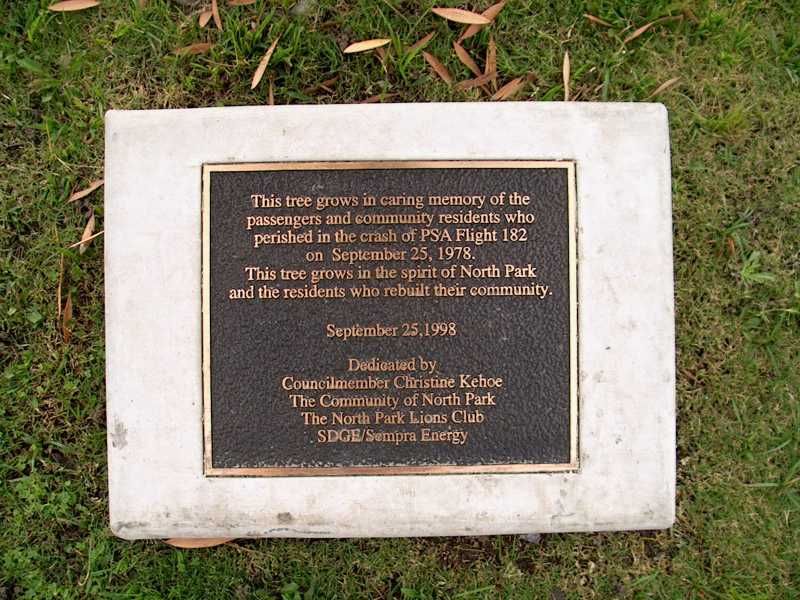 This tree grows in caring memory of the
passengers and community residents who
perished in the crash of PSA Flight 182
on September 25, 1978.
This tree grows in the spirit of North Park
and the residents who rebuilt their community.
September 25,1998
Dedicated by
Councilmember Christine Kehoe
The Community of North Park
The North Park Lions Club
SDGE/Sempra Energy